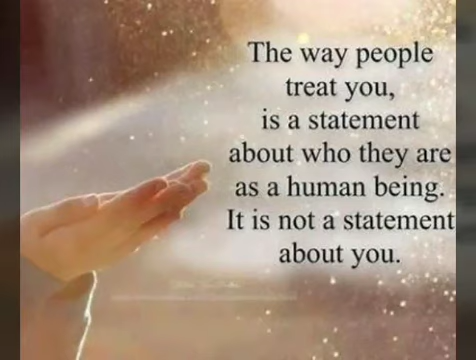 The way people
treat you,
is a statement
about who they are
as a human being.
It is not a statement
about you.